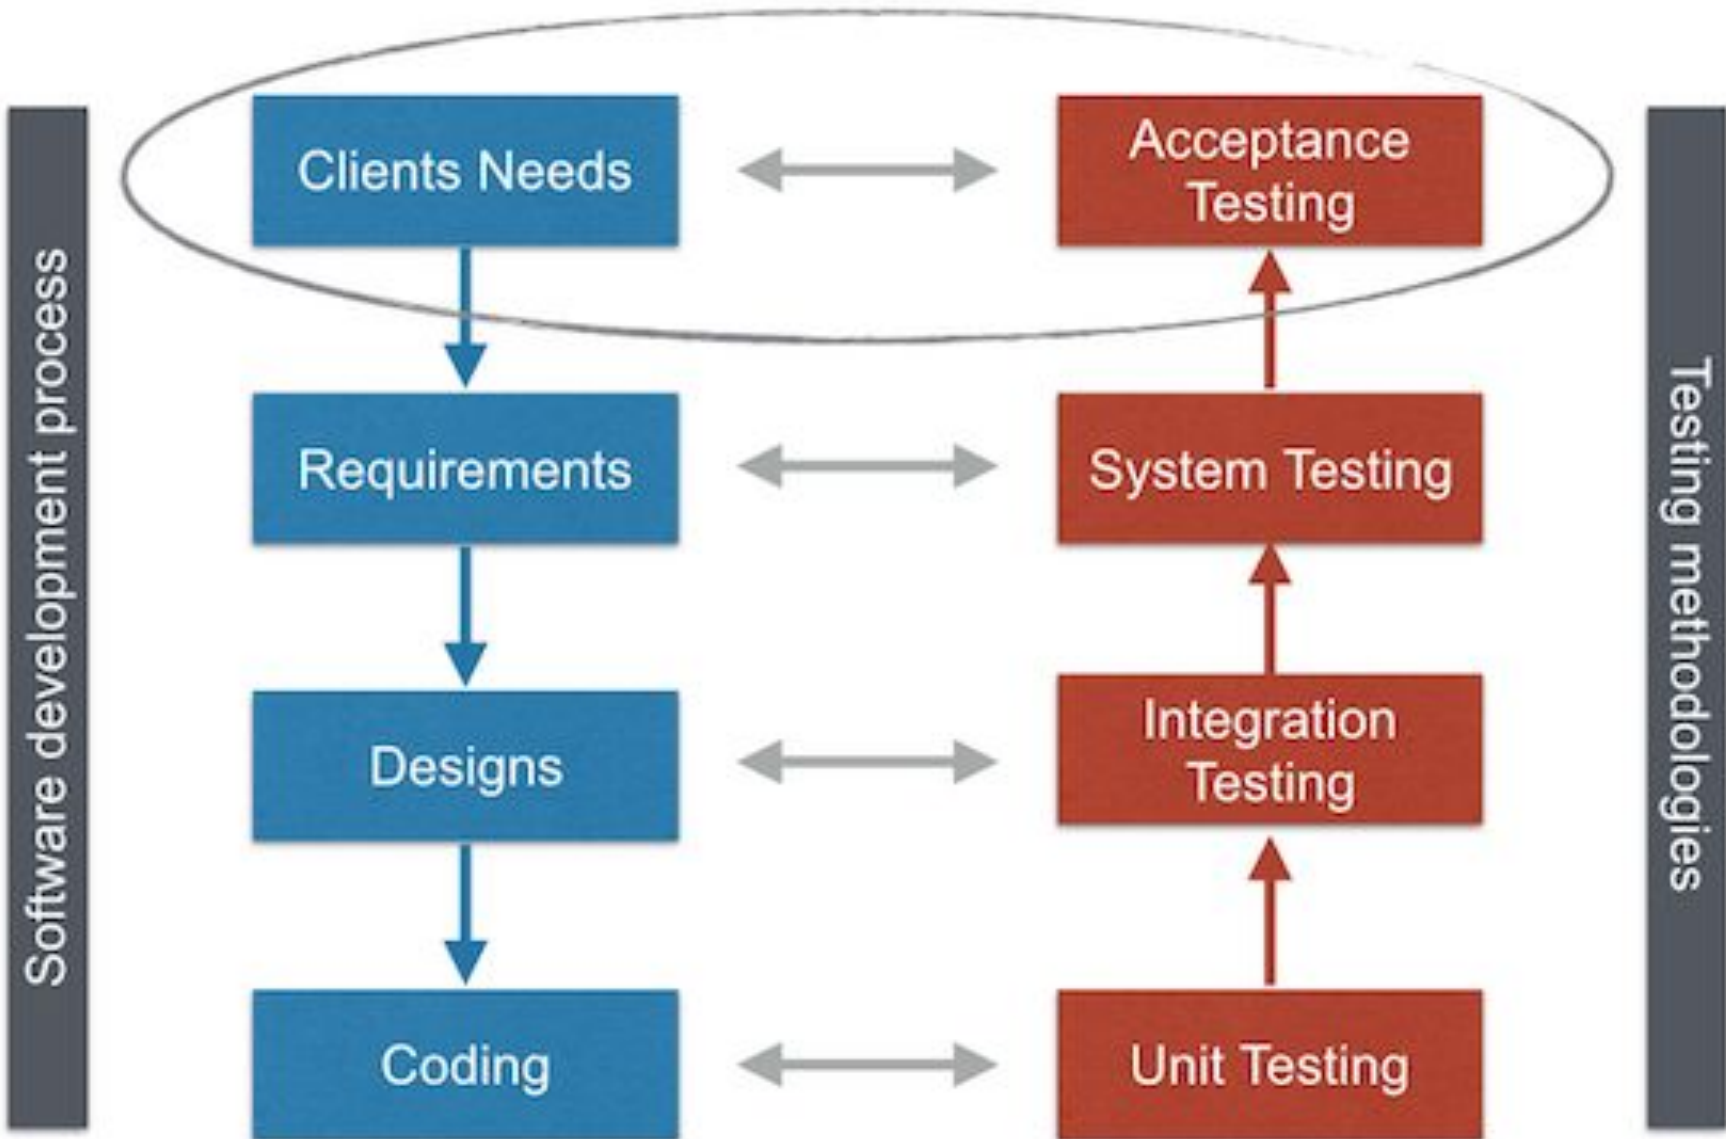 Software development process
Clients Needs
Acceptance
Testing
Requirements
System Testing
Designs
Integration
Testing
Coding
Unit Testing
Testing methodologies